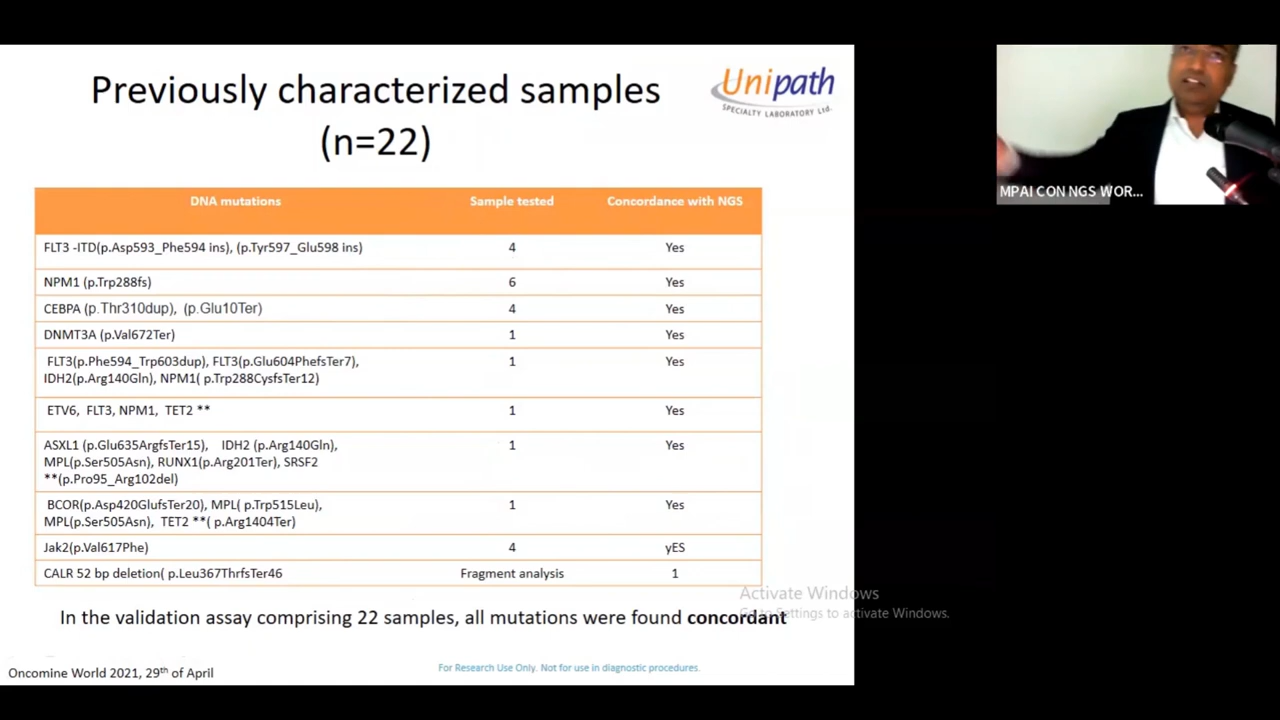 Previously characterized samples
(n=22)
Unipath
SPECIALTY LABORATORY Ltd.
MPAI CON NGS WOR...
DNA mutations Sample tested Concordance with NGS
FLT3 -ITD(p.Asp593_Phe594 ins), (p.Tyr597_Glu598 ins) 4 Yes
NPM1 (p.Trp288fs) 6 Yes
CEBPA (p.Thr310dup), (p.Glu10Ter) 4 Yes
DNMT3A (p.Val672Ter) 1 Yes
FLT3(p.Phe594_Trp603dup), FLT3(p.Glu604PhefsTer7), 1 Yes
IDH2(p.Arg140Gln), NPM1( p.Trp288CysfsTer12)
ETV6, FLT3, NPM1, TET2 ** 1 Yes
ASXL1 (p.Glu635ArgfsTer15), IDH2 (p.Arg140Gln), 1 Yes
MPL(p.Ser505Asn), RUNX1(p.Arg201Ter), SRSF2
**(p.Pro95_Arg102del)
BCOR(p.Asp420GlufsTer20), MPL( p.Trp515Leu), 1 Yes
MPL(p.Ser505Asn), TET2 **( p.Arg1404Ter)
Jak2(p.Val617Phe) 4 yES
CALR 52 bp deletion( p.Leu367ThrfsTer46 Fragment analysis 1
Activate Windows
Go to Settings to activate Windows.
In the validation assay comprising 22 samples, all mutations were found concordant
For Research Use Only. Not for use in diagnostic procedures.
Oncomine World 2021, 29th of April